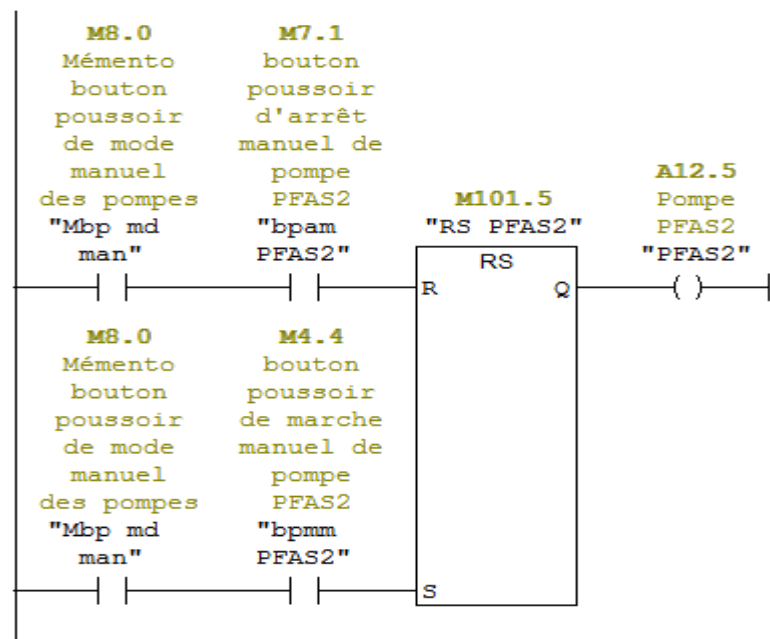 M8.0
Mémento
bouton
poussoir
de mode
manuel
des pompes
"Mbp md
man"
M7.1
bouton
poussoir
d'arrêt
manuel de
pompe
PFAS2
"bpam
PFAS2"
M101.5
"RS PFAS2"
RS
R
Q
A12.5
Pompe
PFAS2
"PFAS2"
M8.0
Mémento
bouton
poussoir
de mode
manuel
des pompes
"Mbp md
man"
M4.4
bouton
poussoir
de marche
manuel de
pompe
PFAS2
"bpmm
PFAS2"
S